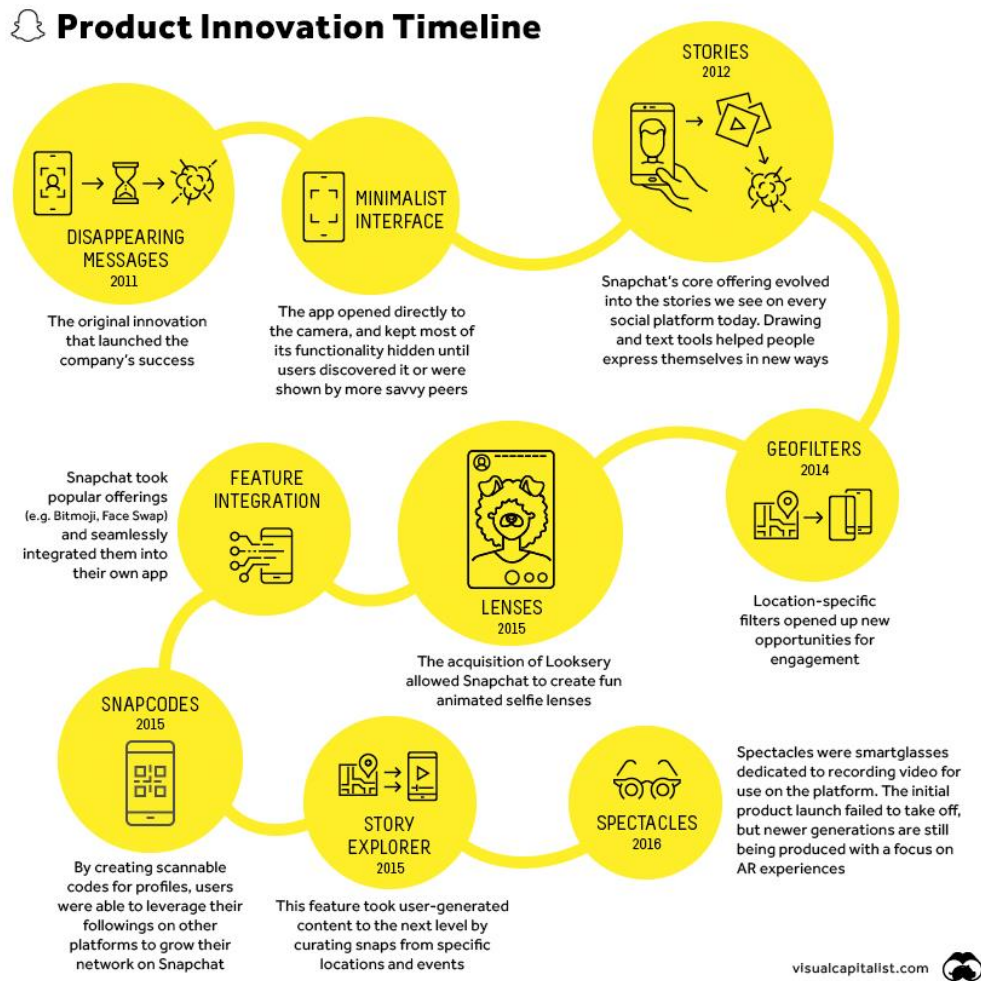 Product Innovation Timeline
DISAPPEARING
MESSAGES
2011
The original innovation
that launched the
company's success
MINIMALIST
INTERFACE
The app opened directly to
the camera, and kept most of
its functionality hidden until
users discovered it or were
shown by more savvy peers
STORIES
2012
Snapchat's core offering evolved
into the stories we see on every
social platform today. Drawing
and text tools helped people
express themselves in new ways
GEOFILTERS
2014
Location-specific
filters opened up new
opportunities for
engagement
LENSES
2015
The acquisition of Looksery
allowed Snapchat to create fun
animated selfie lenses
FEATURE
INTEGRATION
Snapchat took
popular offerings
(e.g. Bitmoji, Face Swap)
and seamlessly
integrated them into
their own app
SNAPCODES
2015
By creating scannable
codes for profiles, users
were able to leverage their
followings on other
platforms to grow their
network on Snapchat
STORY
EXPLORER
2015
This feature took user-generated
content to the next level by
curating snaps from specific
locations and events
SPECTACLES
2016
Spectacles were smartglasses
dedicated to recording video for
use on the platform. The initial
product launch failed to take off,
but newer generations are still
being produced with a focus on
AR experiences
visualcapitalist.com